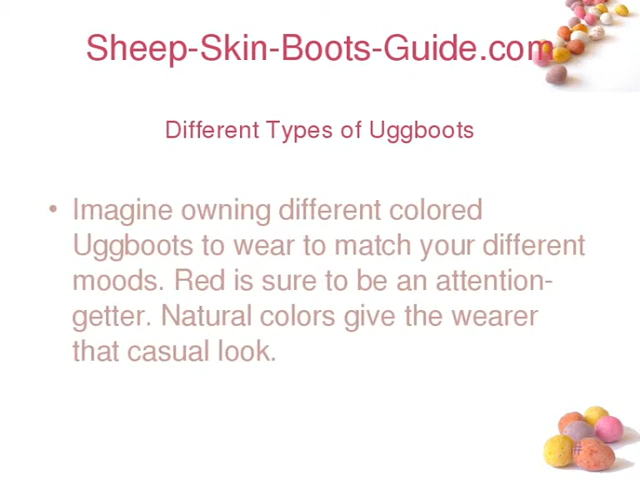 Sheep-Skin-Boots-Guide.com
Different Types of Uggboots
• Imagine owning different colored
Uggboots to wear to match your different
moods. Red is sure to be an attention-
getter. Natural colors give the wearer
that casual look.
#